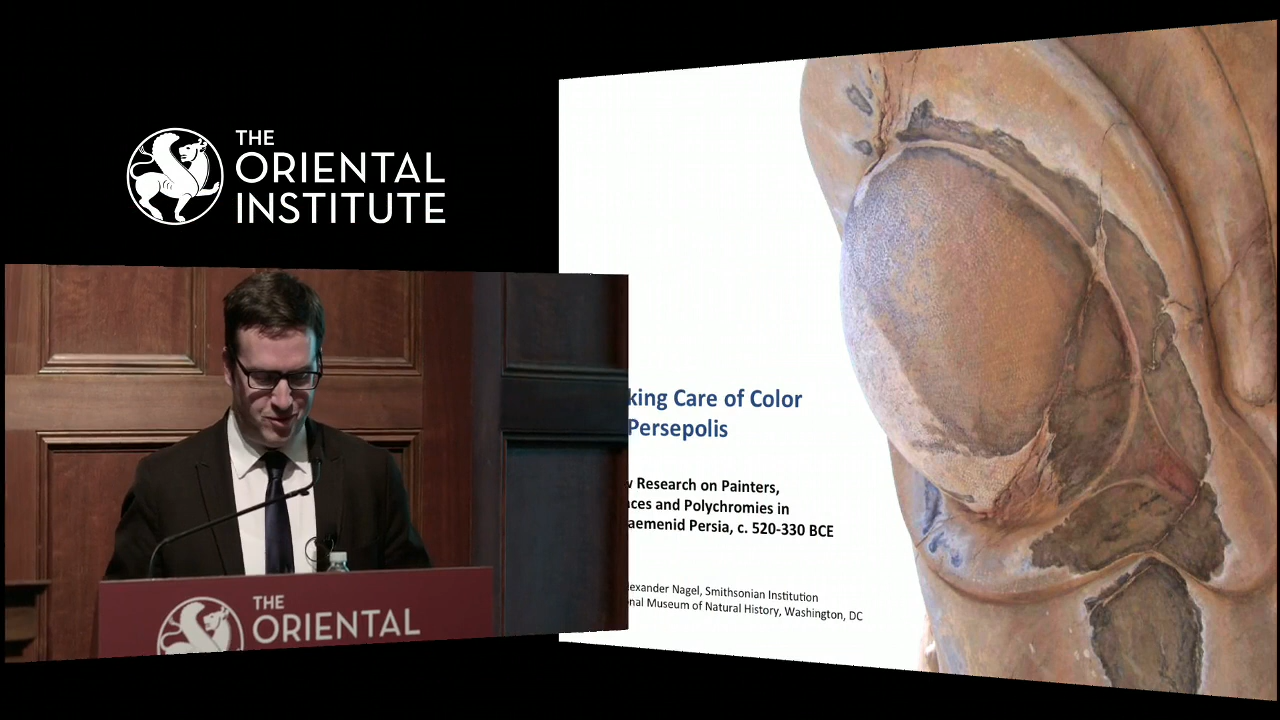 THE
ORIENTAL
INSTITUTE
king Care of Color
Persepolis
Research on Painters,
ces and Polychromies in
aemenid Persia, c. 520-330 BCE
lexander Nagel, Smithsonian Institution
nal Museum of Natural History, Washington, DC
THE
ORIENTAL